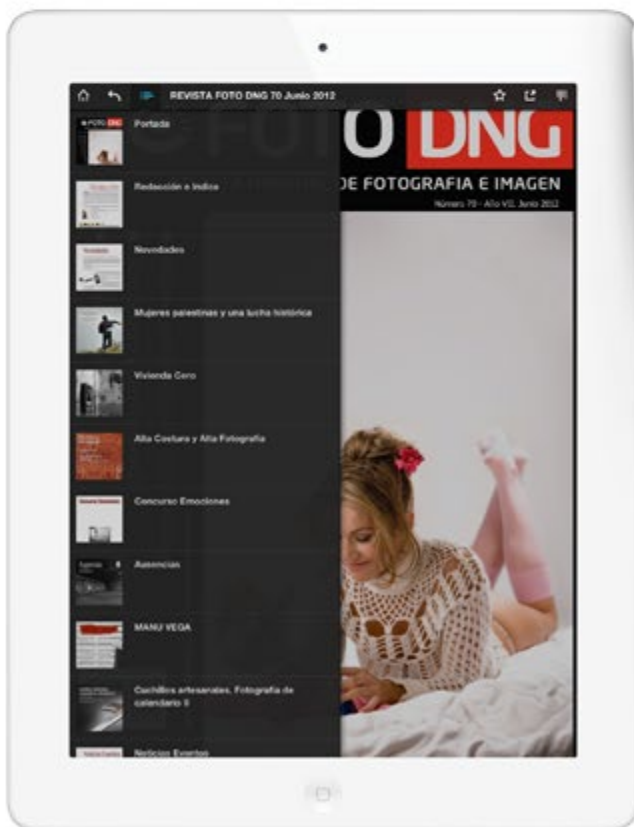 REVISTA FOTO DNG 70 Junio 2012
FOTO DNG
DE FOTOGRAFIA E IMAGEN
Número 70 - Año VII. Junio 2012
Portada
Redacción e Indice
Novedades
Mujeres palestinas y una lucha histórica
Vivienda Cero
Alta Costura y Alta Fotografía
Concurso Emociones
Ausencias
MANU VEGA
Cuchillos artesanales. Fotografía de
calendario II
Noticias Eventos